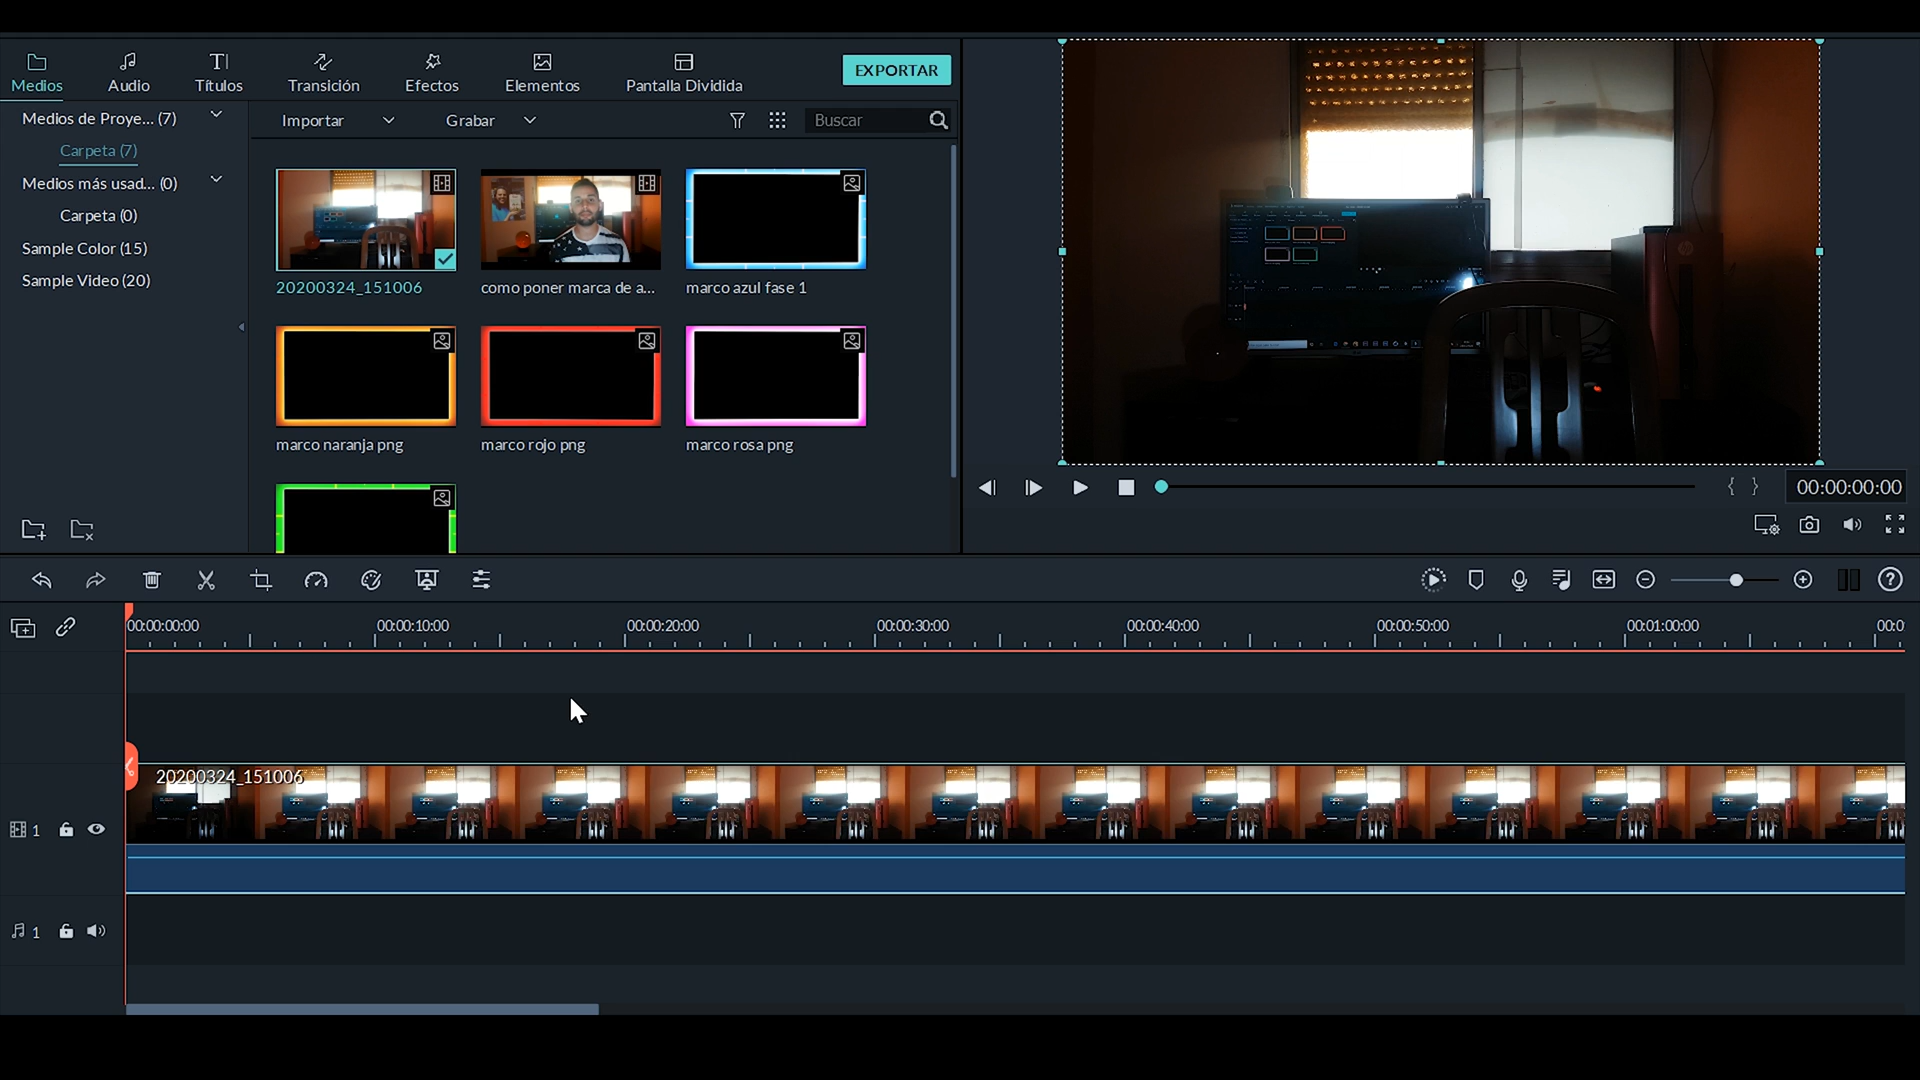 Medios
Audio
Títulos
Transición
Efectos
Elementos
Pantalla Dividida
EXPORTAR
Medios de Proye... (7)
Carpeta (7)
Medios más usad... (0)
Carpeta (0)
Sample Color (15)
Sample Video (20)
Importar
Grabar
Buscar
20200324_151006
como poner marca de a...
marco azul fase 1
marco naranja png
marco rojo png
marco rosa png
{ }
00:00:00:00
00:00:00:00
00:00:10:00
00:00:20:00
00:00:30:00
00:00:40:00
00:00:50:00
00:01:00:00
00:0
20200324_151006
1
1